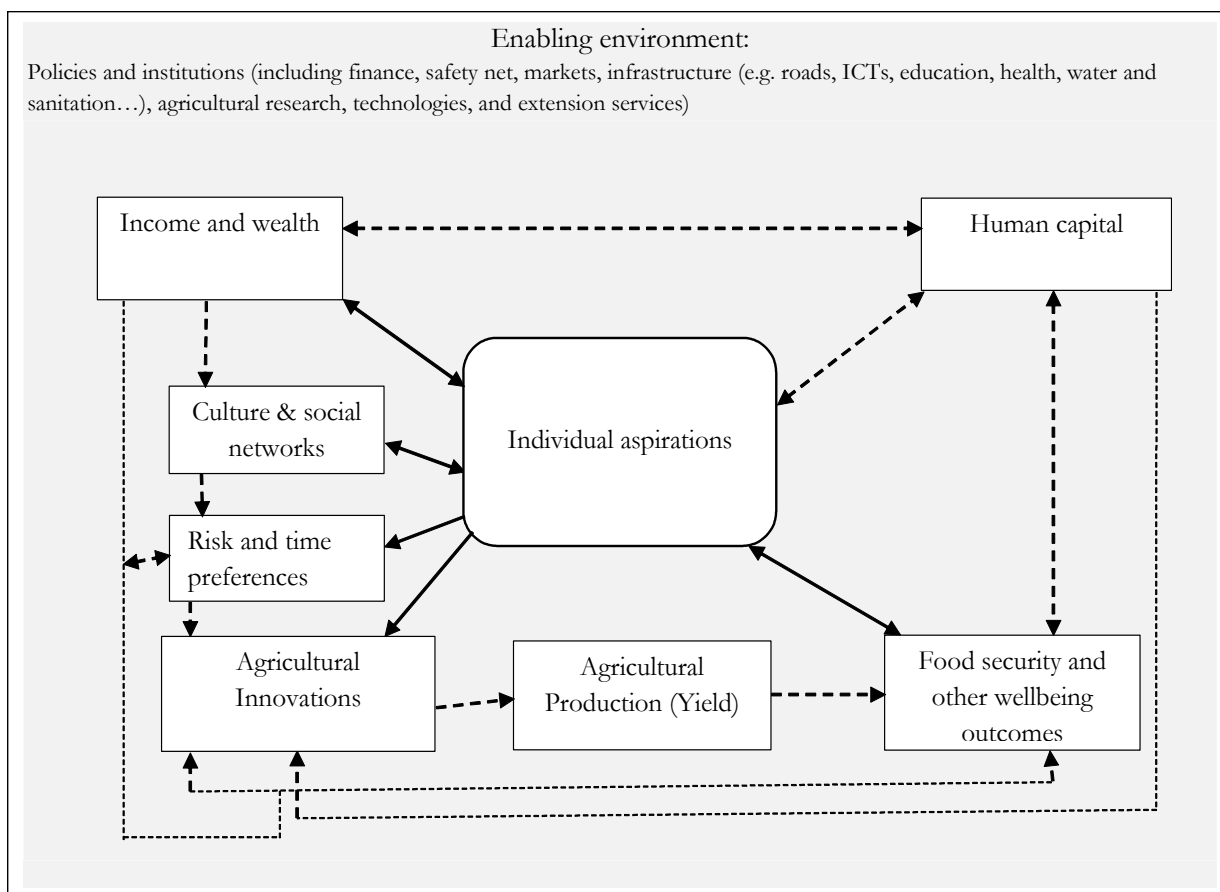 Enabling environment:
Policies and institutions (including finance, safety net, markets, infrastructure (e.g. roads, ICTs, education, health, water and
sanitation…), agricultural research, technologies, and extension services)
Income and wealth
Human capital
Culture & social
networks
Individual aspirations
Risk and time
preferences
Agricultural
Innovations
Agricultural
Production (Yield)
Food security and
other wellbeing
outcomes